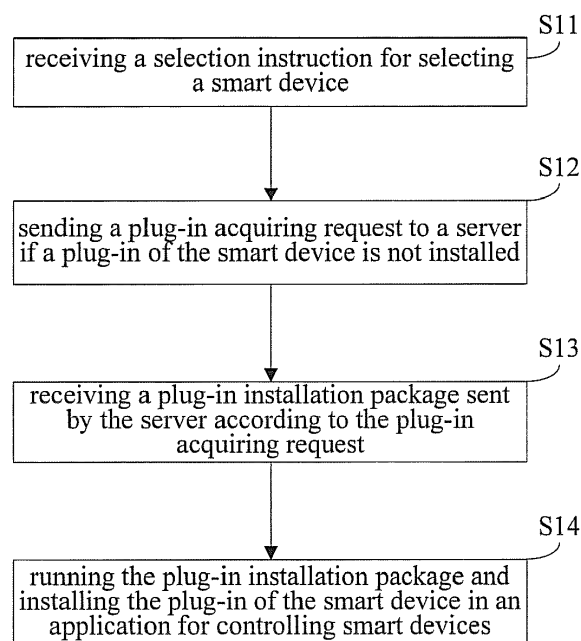 S11
receiving a selection instruction for selecting
a smart device
S12
sending a plug-in acquiring request to a server
if a plug-in of the smart device is not installed
S13
receiving a plug-in installation package sent
by the server according to the plug-in
acquiring request
S14
running the plug-in installation package and
installing the plug-in of the smart device in an
application for controlling smart devices